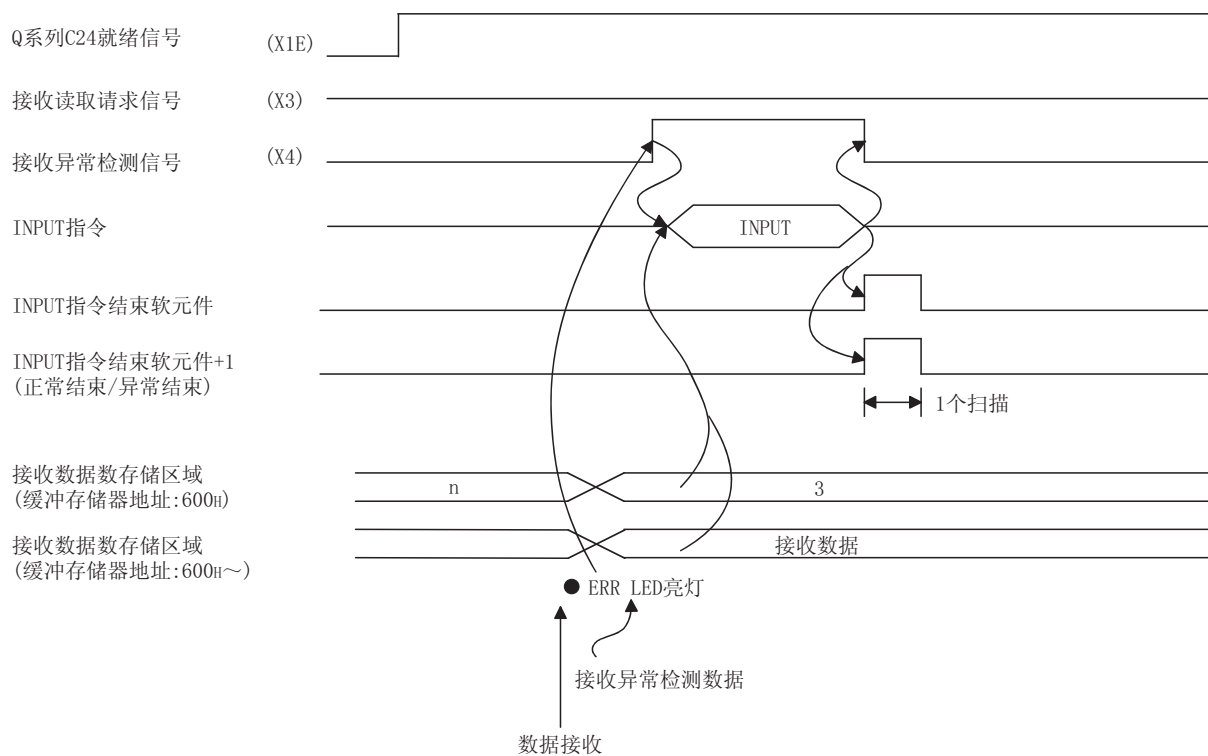 Q系列C24就绪信号 (X1E)
接收读取请求信号 (X3)
接收异常检测信号 (X4)
INPUT指令 INPUT
INPUT指令结束软元件
INPUT指令结束软元件+1
(正常结束/异常结束)
1个扫描
接收数据数存储区域
(缓冲存储器地址:600H)
n 3
接收数据数存储区域
(缓冲存储器地址:600H～)
接收数据
ERR LED亮灯
接收异常检测数据
数据接收